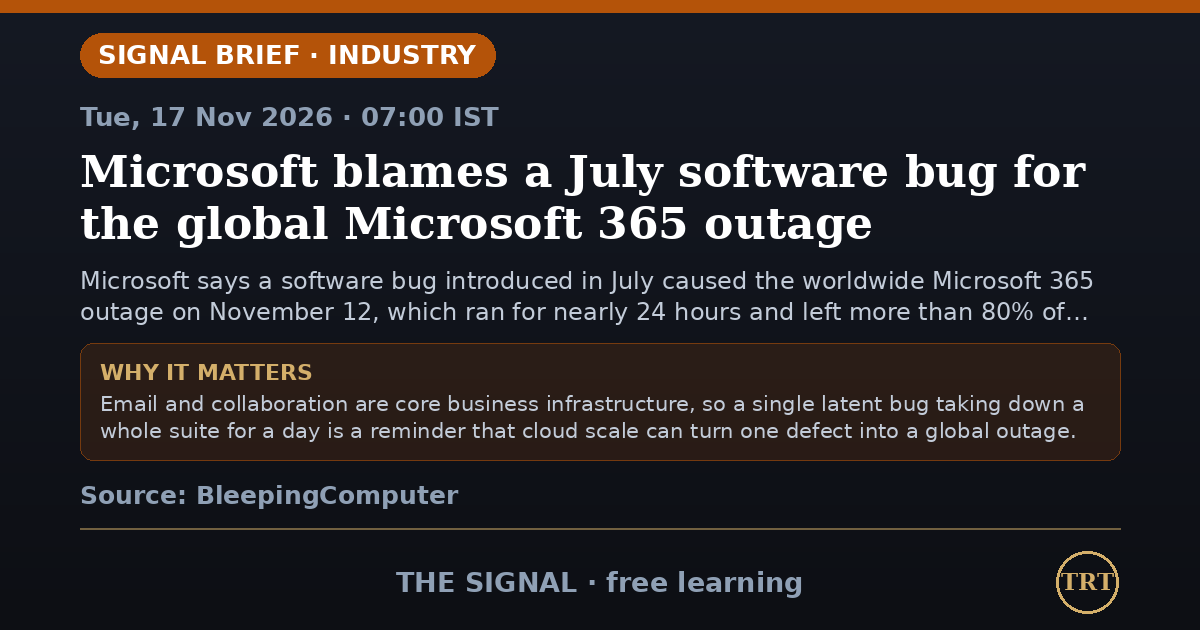 SIGNAL BRIEF · INDUSTRY
Tue, 17 Nov 2026 · 07:00 IST
Microsoft blames a July software bug for
the global Microsoft 365 outage
Microsoft says a software bug introduced in July caused the worldwide Microsoft 365
outage on November 12, which ran for nearly 24 hours and left more than 80% of…
WHY IT MATTERS
Email and collaboration are core business infrastructure, so a single latent bug taking down a
whole suite for a day is a reminder that cloud scale can turn one defect into a global outage.
Source: BleepingComputer
THE SIGNAL · free learning
TRT